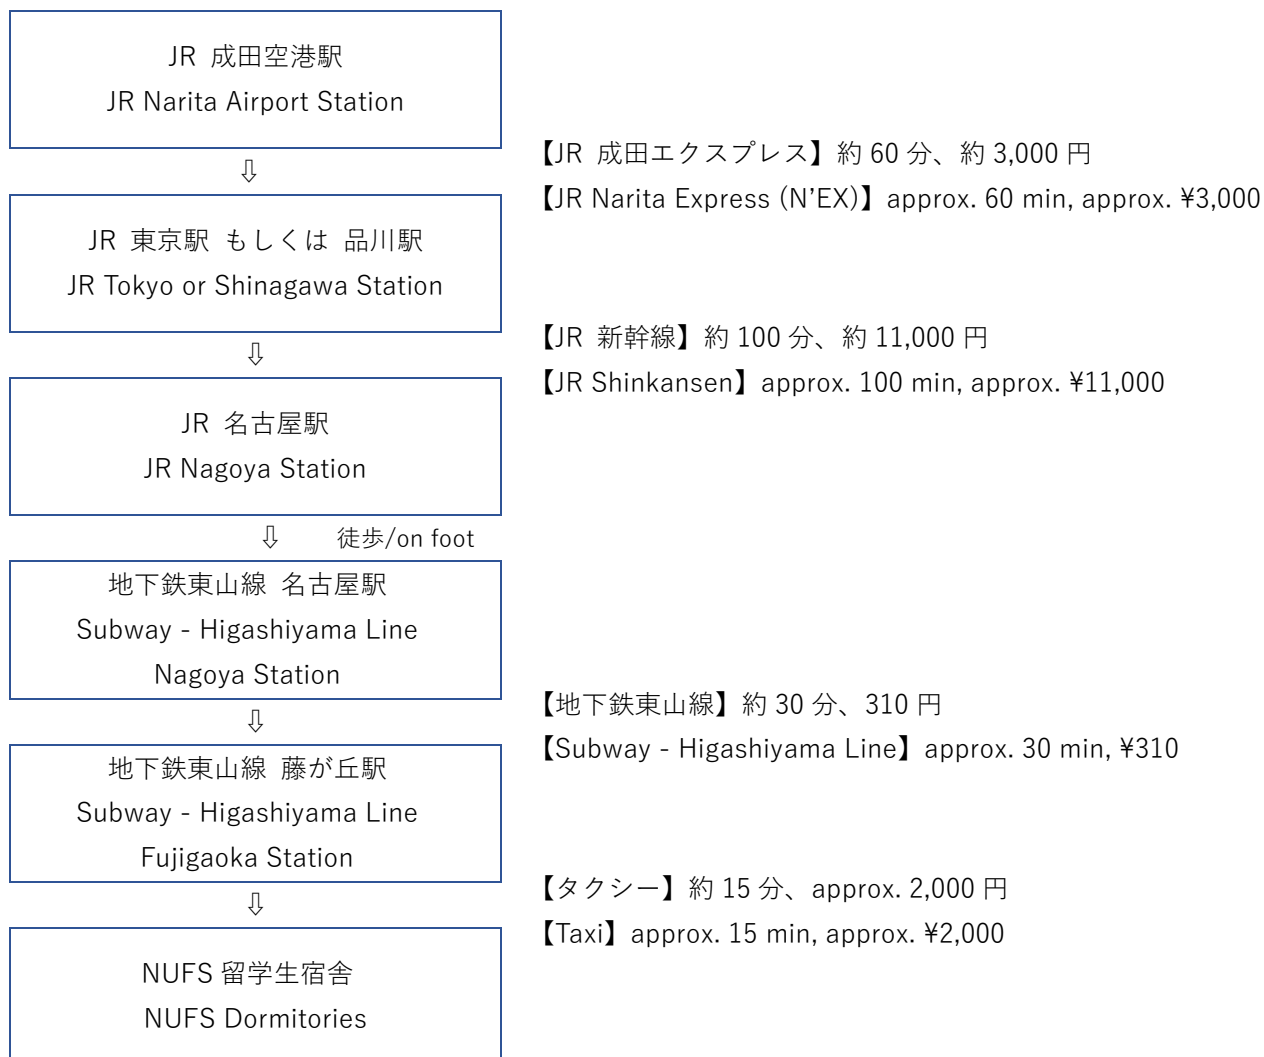 JR 成田空港駅
JR Narita Airport Station
⇩
【JR 成田エクスプレス】約 60 分、約 3,000 円
【JR Narita Express (N’EX)】approx. 60 min, approx. ¥3,000
JR 東京駅 もしくは 品川駅
JR Tokyo or Shinagawa Station
⇩
【JR 新幹線】約 100 分、約 11,000 円
【JR Shinkansen】approx. 100 min, approx. ¥11,000
JR 名古屋駅
JR Nagoya Station
⇩ 徒歩/on foot
地下鉄東山線 名古屋駅
Subway - Higashiyama Line
Nagoya Station
⇩
【地下鉄東山線】約 30 分、310 円
【Subway - Higashiyama Line】approx. 30 min, ¥310
地下鉄東山線 藤が丘駅
Subway - Higashiyama Line
Fujigaoka Station
⇩
【タクシー】約 15 分、approx. 2,000 円
【Taxi】approx. 15 min, approx. ¥2,000
NUFS 留学生宿舎
NUFS Dormitories